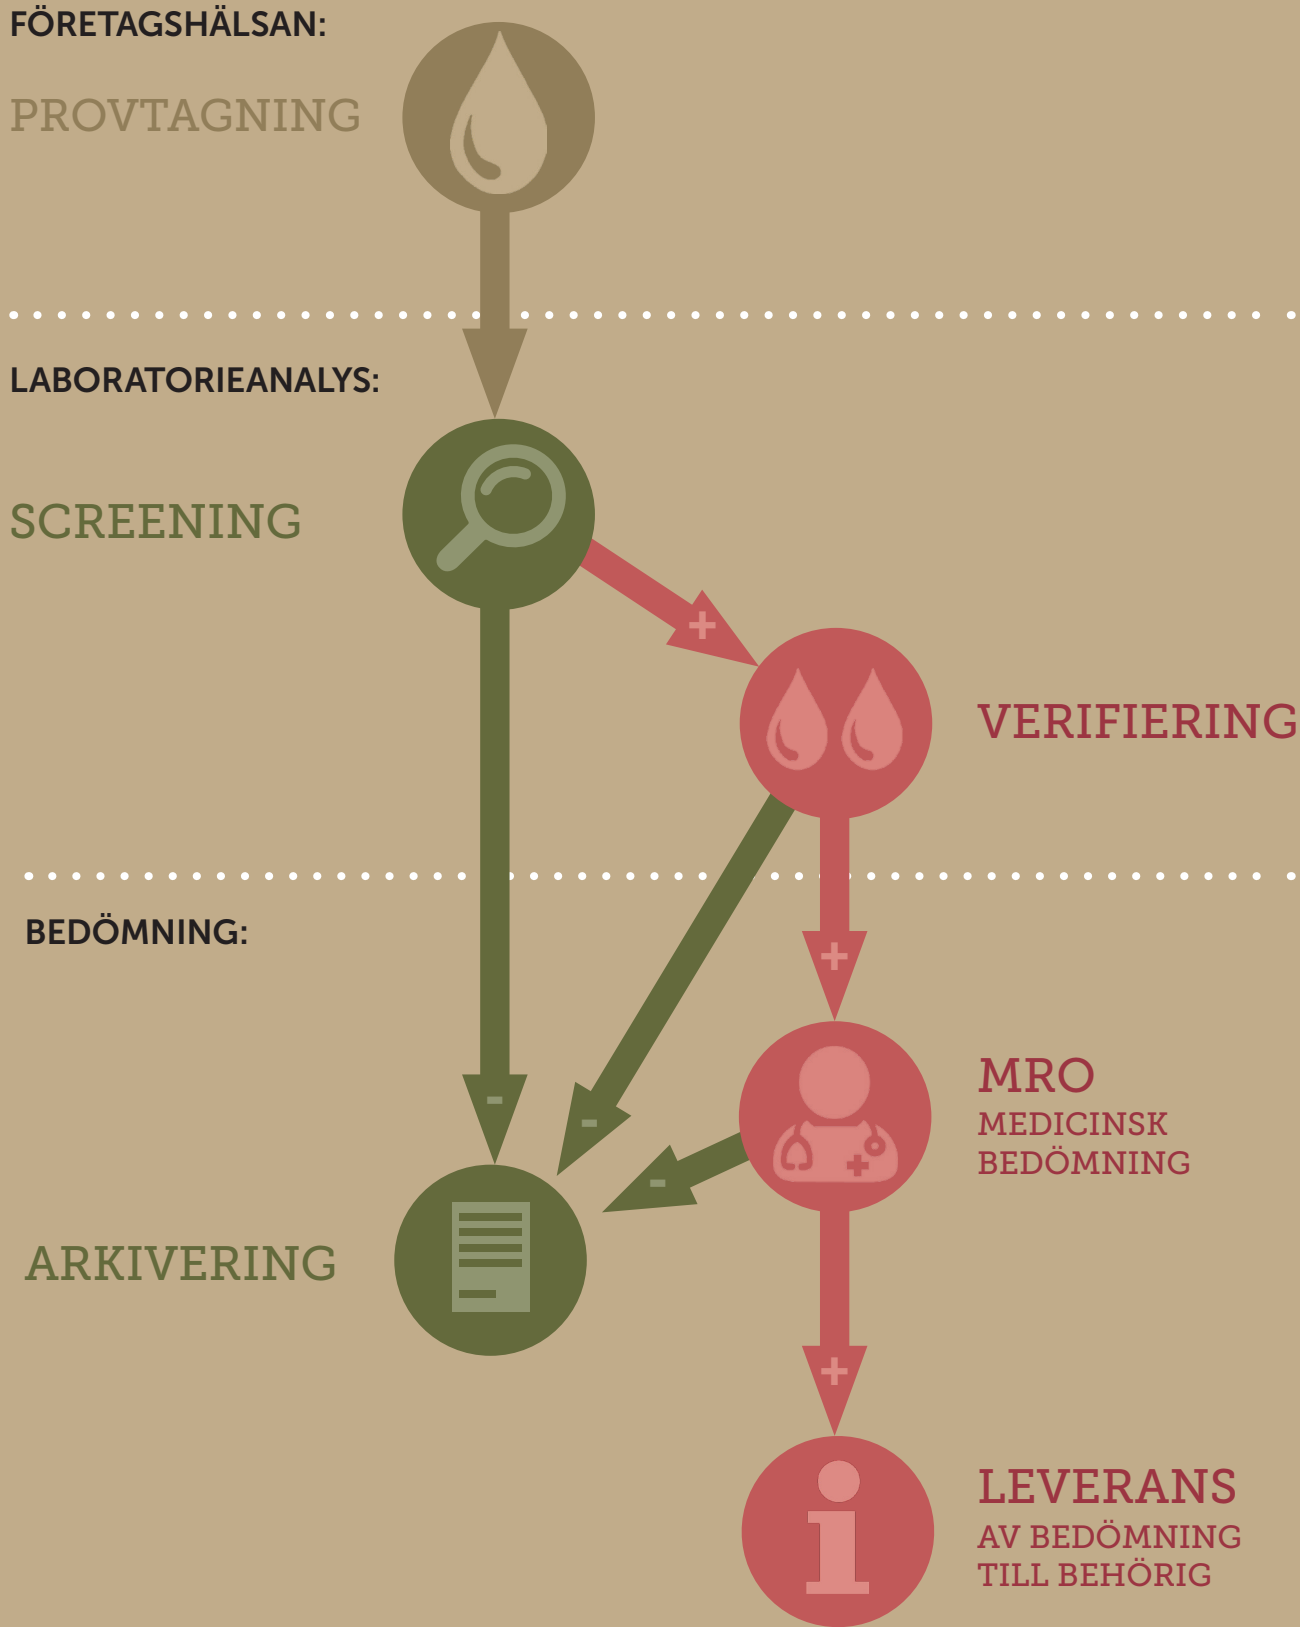 FÖRETAGSHÄLSAN:
PROVTAGNING
LABORATORIEANALYS:
SCREENING
+
VERIFIERING
BEDÖMNING:
+
-
-
MRO
MEDICINSK
BEDÖMNING
-
ARKIVERING
+
LEVERANS
AV BEDÖMNING
TILL BEHÖRIG